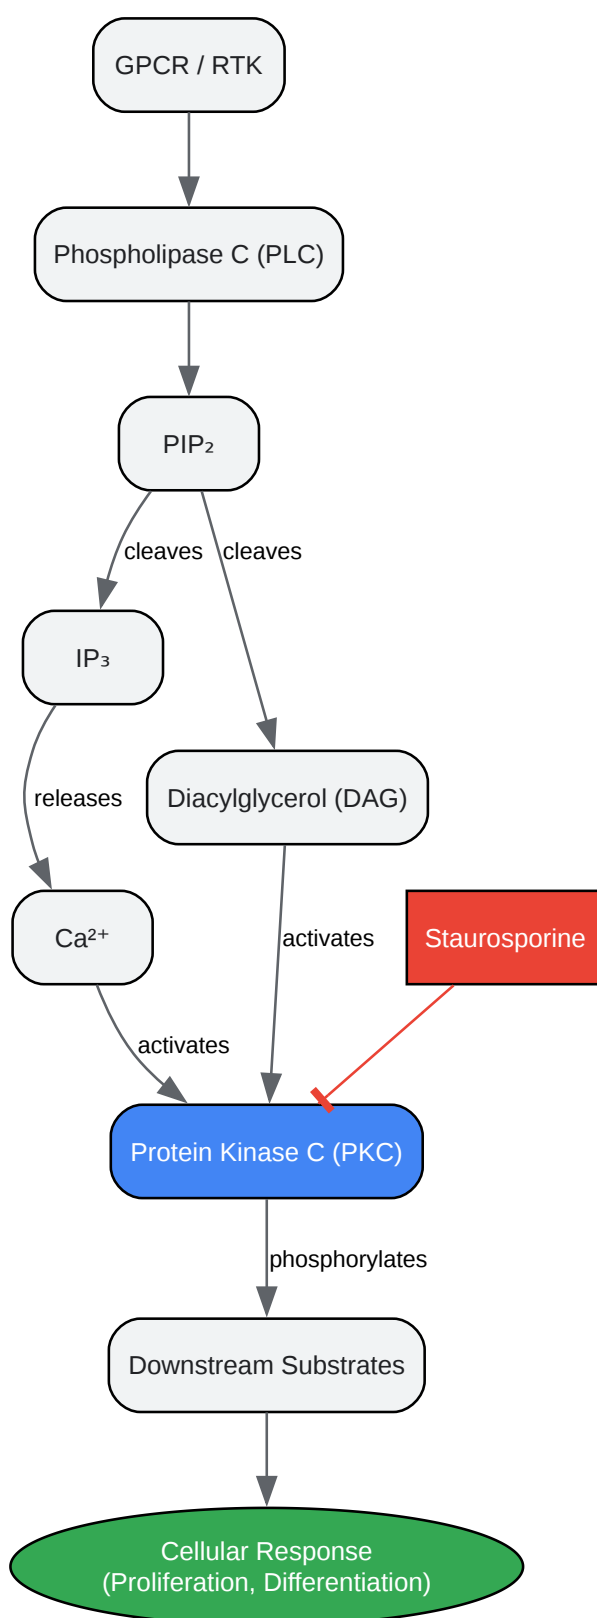 GPCR / RTK
Phospholipase C (PLC)
PIP₂
cleaves
cleaves
IP₃
releases
Diacylglycerol (DAG)
Ca²⁺
activates
Staurosporine
activates
Protein Kinase C (PKC)
phosphorylates
Downstream Substrates
Cellular Response
(Proliferation, Differentiation)